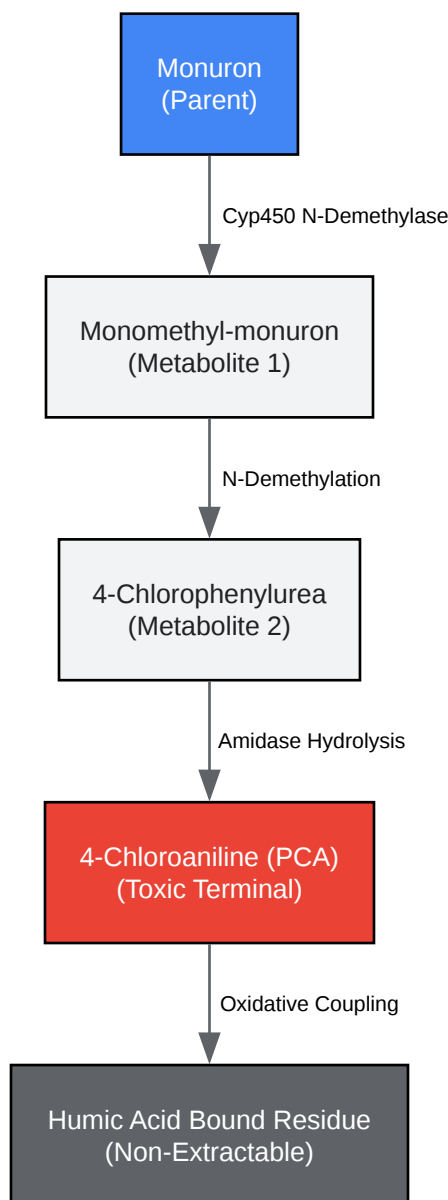 Monuron
(Parent)
Cyp450 N-Demethylase
Monomethyl-monuron
(Metabolite 1)
N-Demethylation
4-Chlorophenylurea
(Metabolite 2)
Amidase Hydrolysis
4-Chloroaniline (PCA)
(Toxic Terminal)
Oxidative Coupling
Humic Acid Bound Residue
(Non-Extractable)